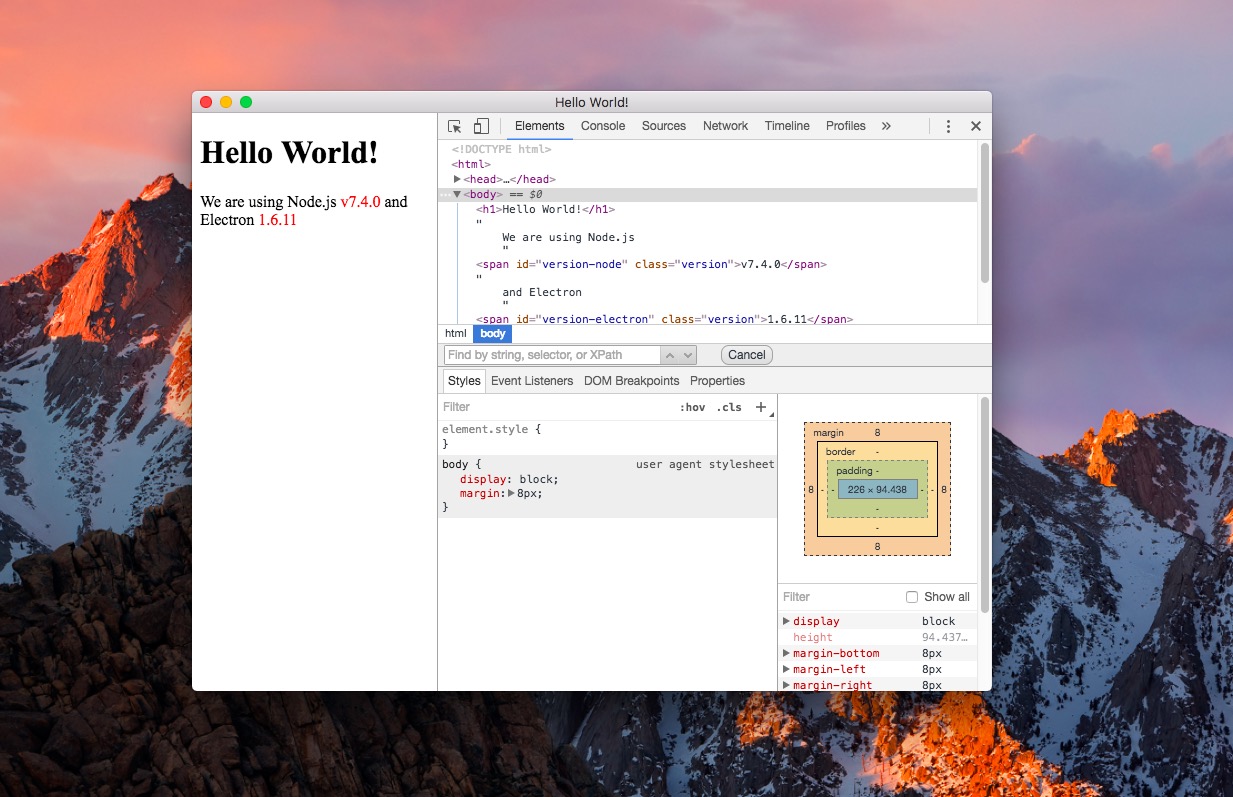 Hello World!
Hello World!
We are using Node.js v7.4.0 and
Electron 1.6.11
Elements Console Sources Network Timeline Profiles »
<!DOCTYPE html>
<html>
▶<head>…</head>
…▼<body> == $0
<h1>Hello World!</h1>
"
We are using Node.js
"
<span id="version-node" class="version">v7.4.0</span>
"
and Electron
"
<span id="version-electron" class="version">1.6.11</span>
html body
Find by string, selector, or XPath Cancel
Styles Event Listeners DOM Breakpoints Properties
Filter :hov .cls +
element.style {
}
body { user agent stylesheet
display: block;
margin:▶8px;
}
margin 8
border -
padding -
8 - - 226 × 94.438 - - 8
-
-
8
Filter Show all
▶display block
height 94.437…
▶margin-bottom 8px
▶margin-left 8px
▶margin-right 8px